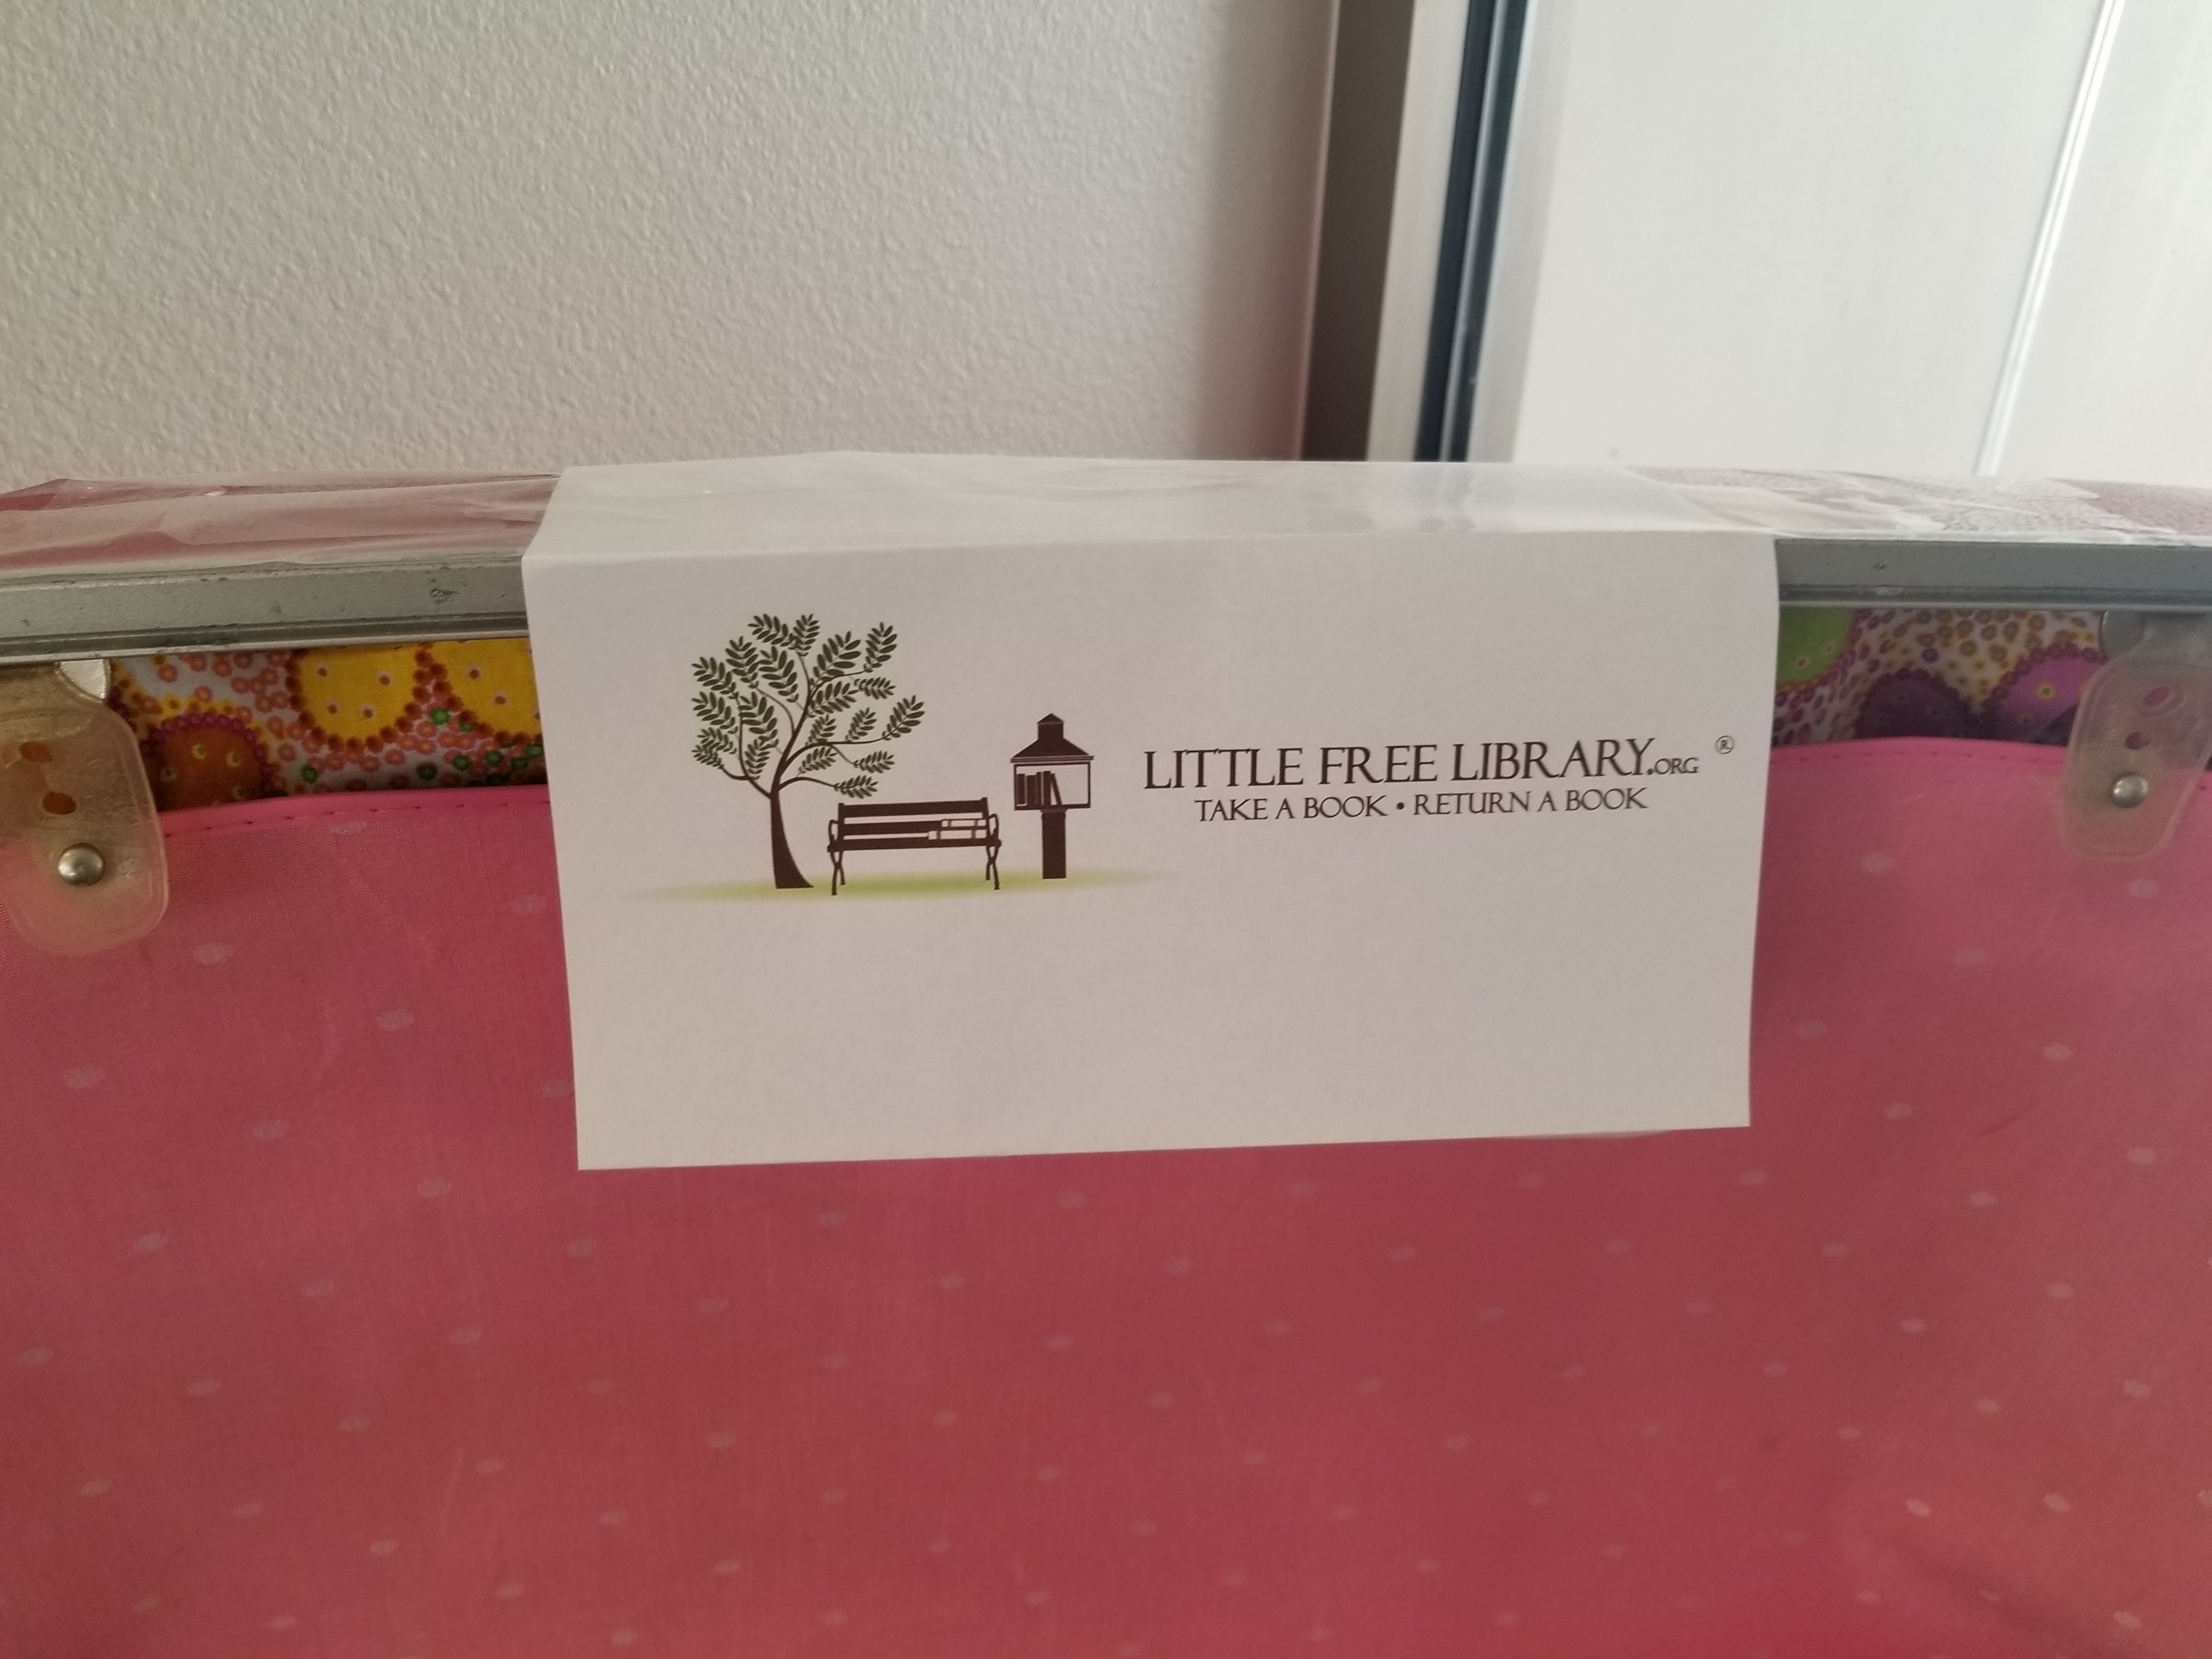 LITTLE FREE LIBRARY.ORG ®
TAKE A BOOK • RETURN A BOOK